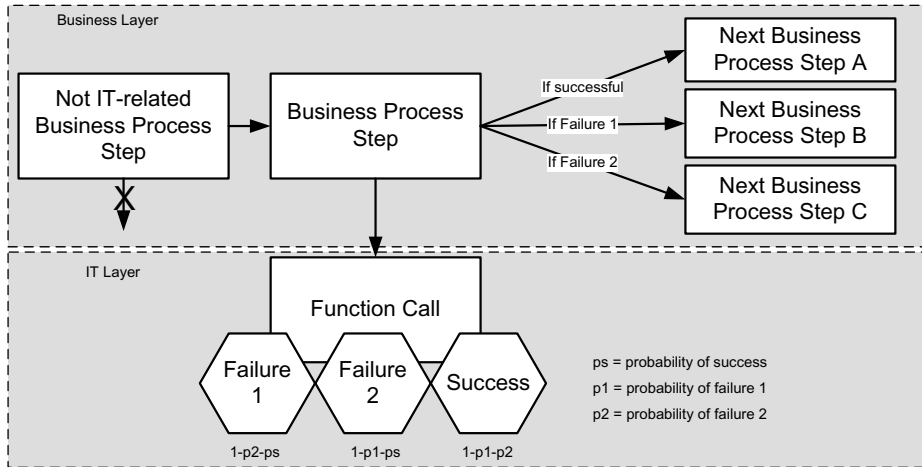 Business Layer
Not IT-related
Business Process
Step
X
Business Process
Step
If successful
If Failure 1
If Failure 2
Next Business
Process Step A
Next Business
Process Step B
Next Business
Process Step C
IT Layer
Function Call
Failure
1
Failure
2
Success
1-p2-ps
1-p1-ps
1-p1-p2
ps = probability of success
p1 = probability of failure 1
p2 = probability of failure 2